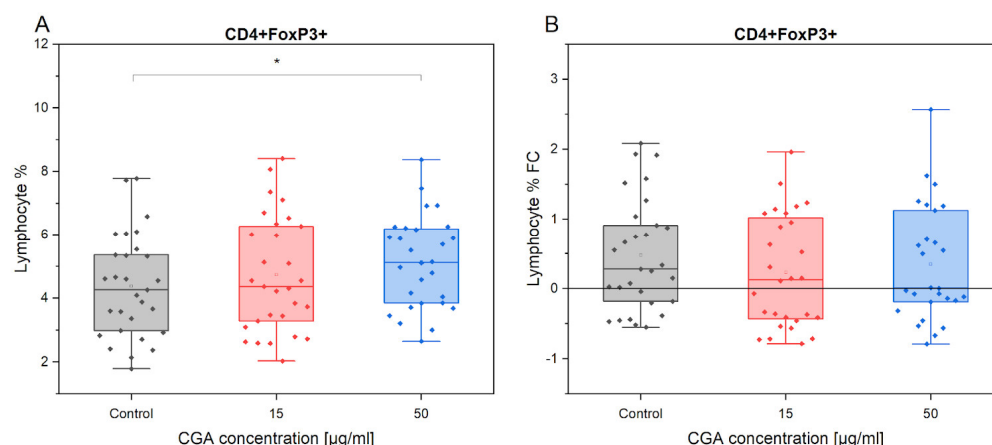 A
CD4+FoxP3+
12
10
8
6
4
2
*
Lymphocyte %
Control
15
50
CGA concentration [µg/ml]
B
CD4+FoxP3+
3
2
1
0
-1
Lymphocyte % FC
Control
15
50
CGA concentration [µg/ml]